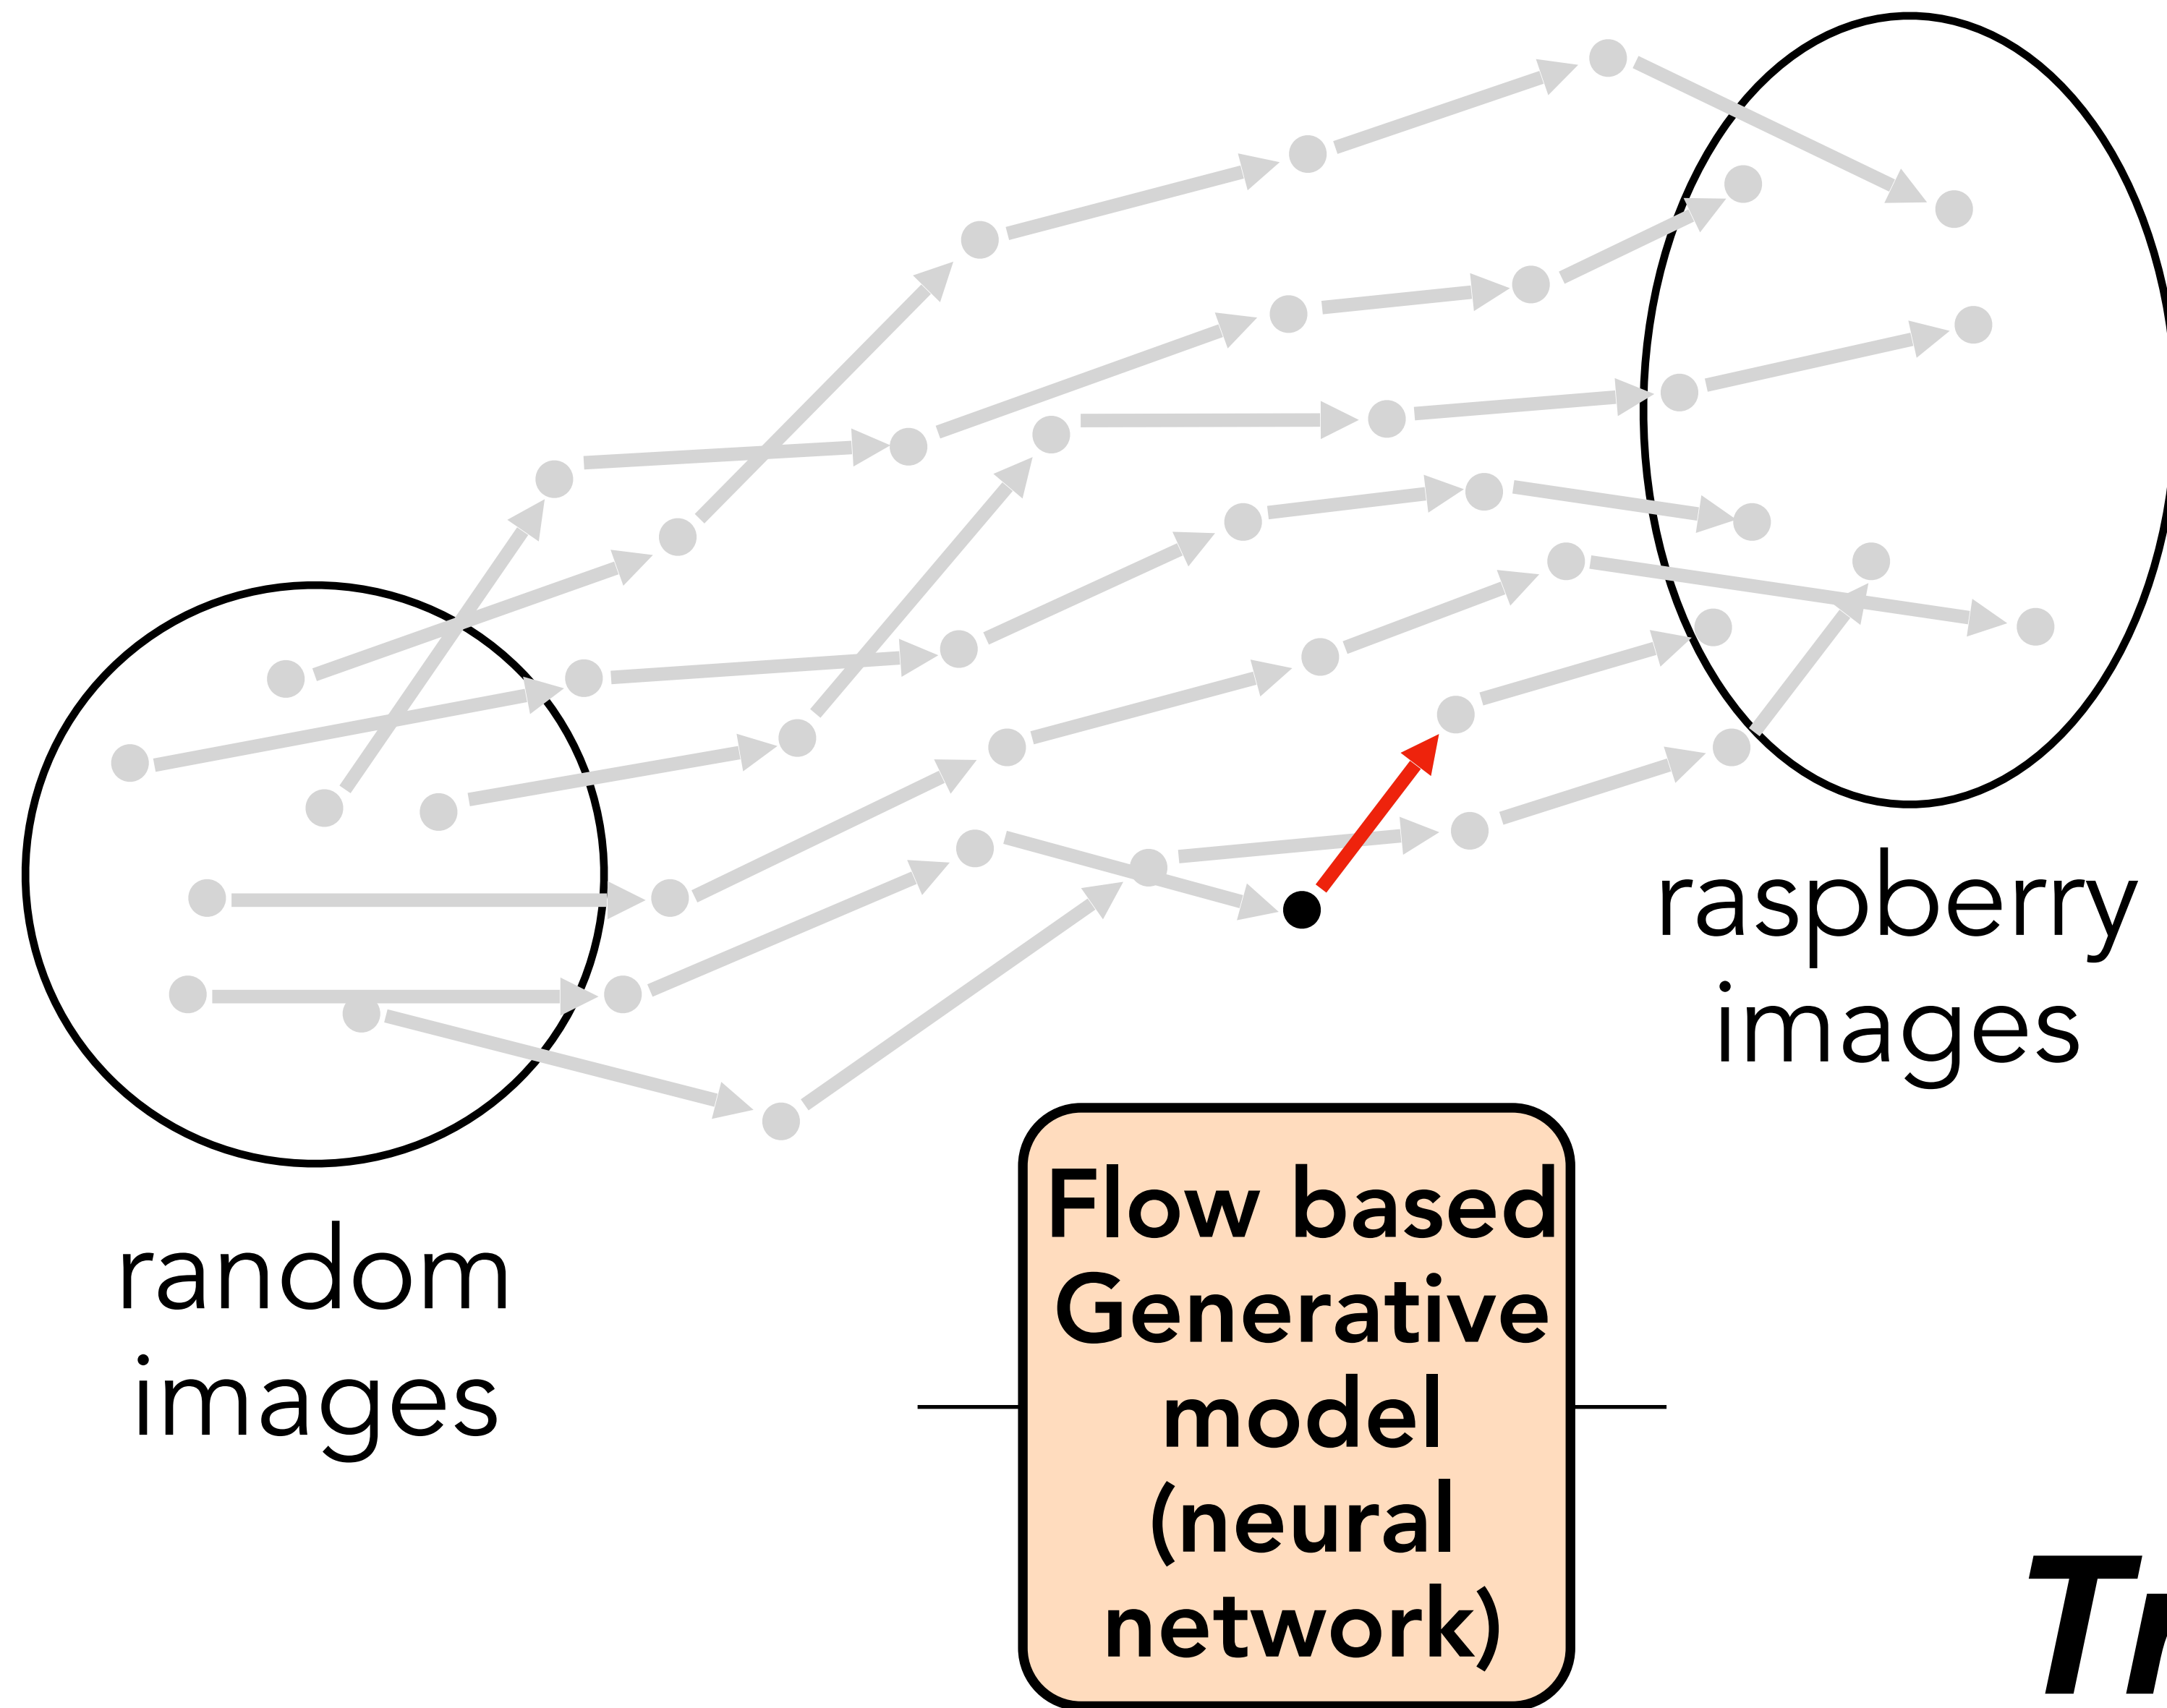 raspberry
images
random
images
Flow based
Generative
model
(neural
network)